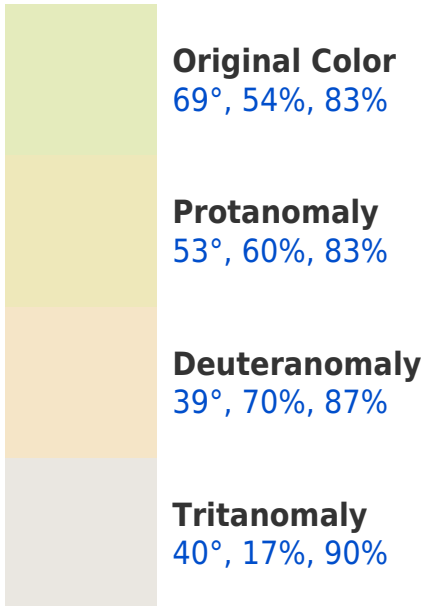 Original Color
69°, 54%, 83%
Protanomaly
53°, 60%, 83%
Deuteranomaly
39°, 70%, 87%
Tritanomaly
40°, 17%, 90%